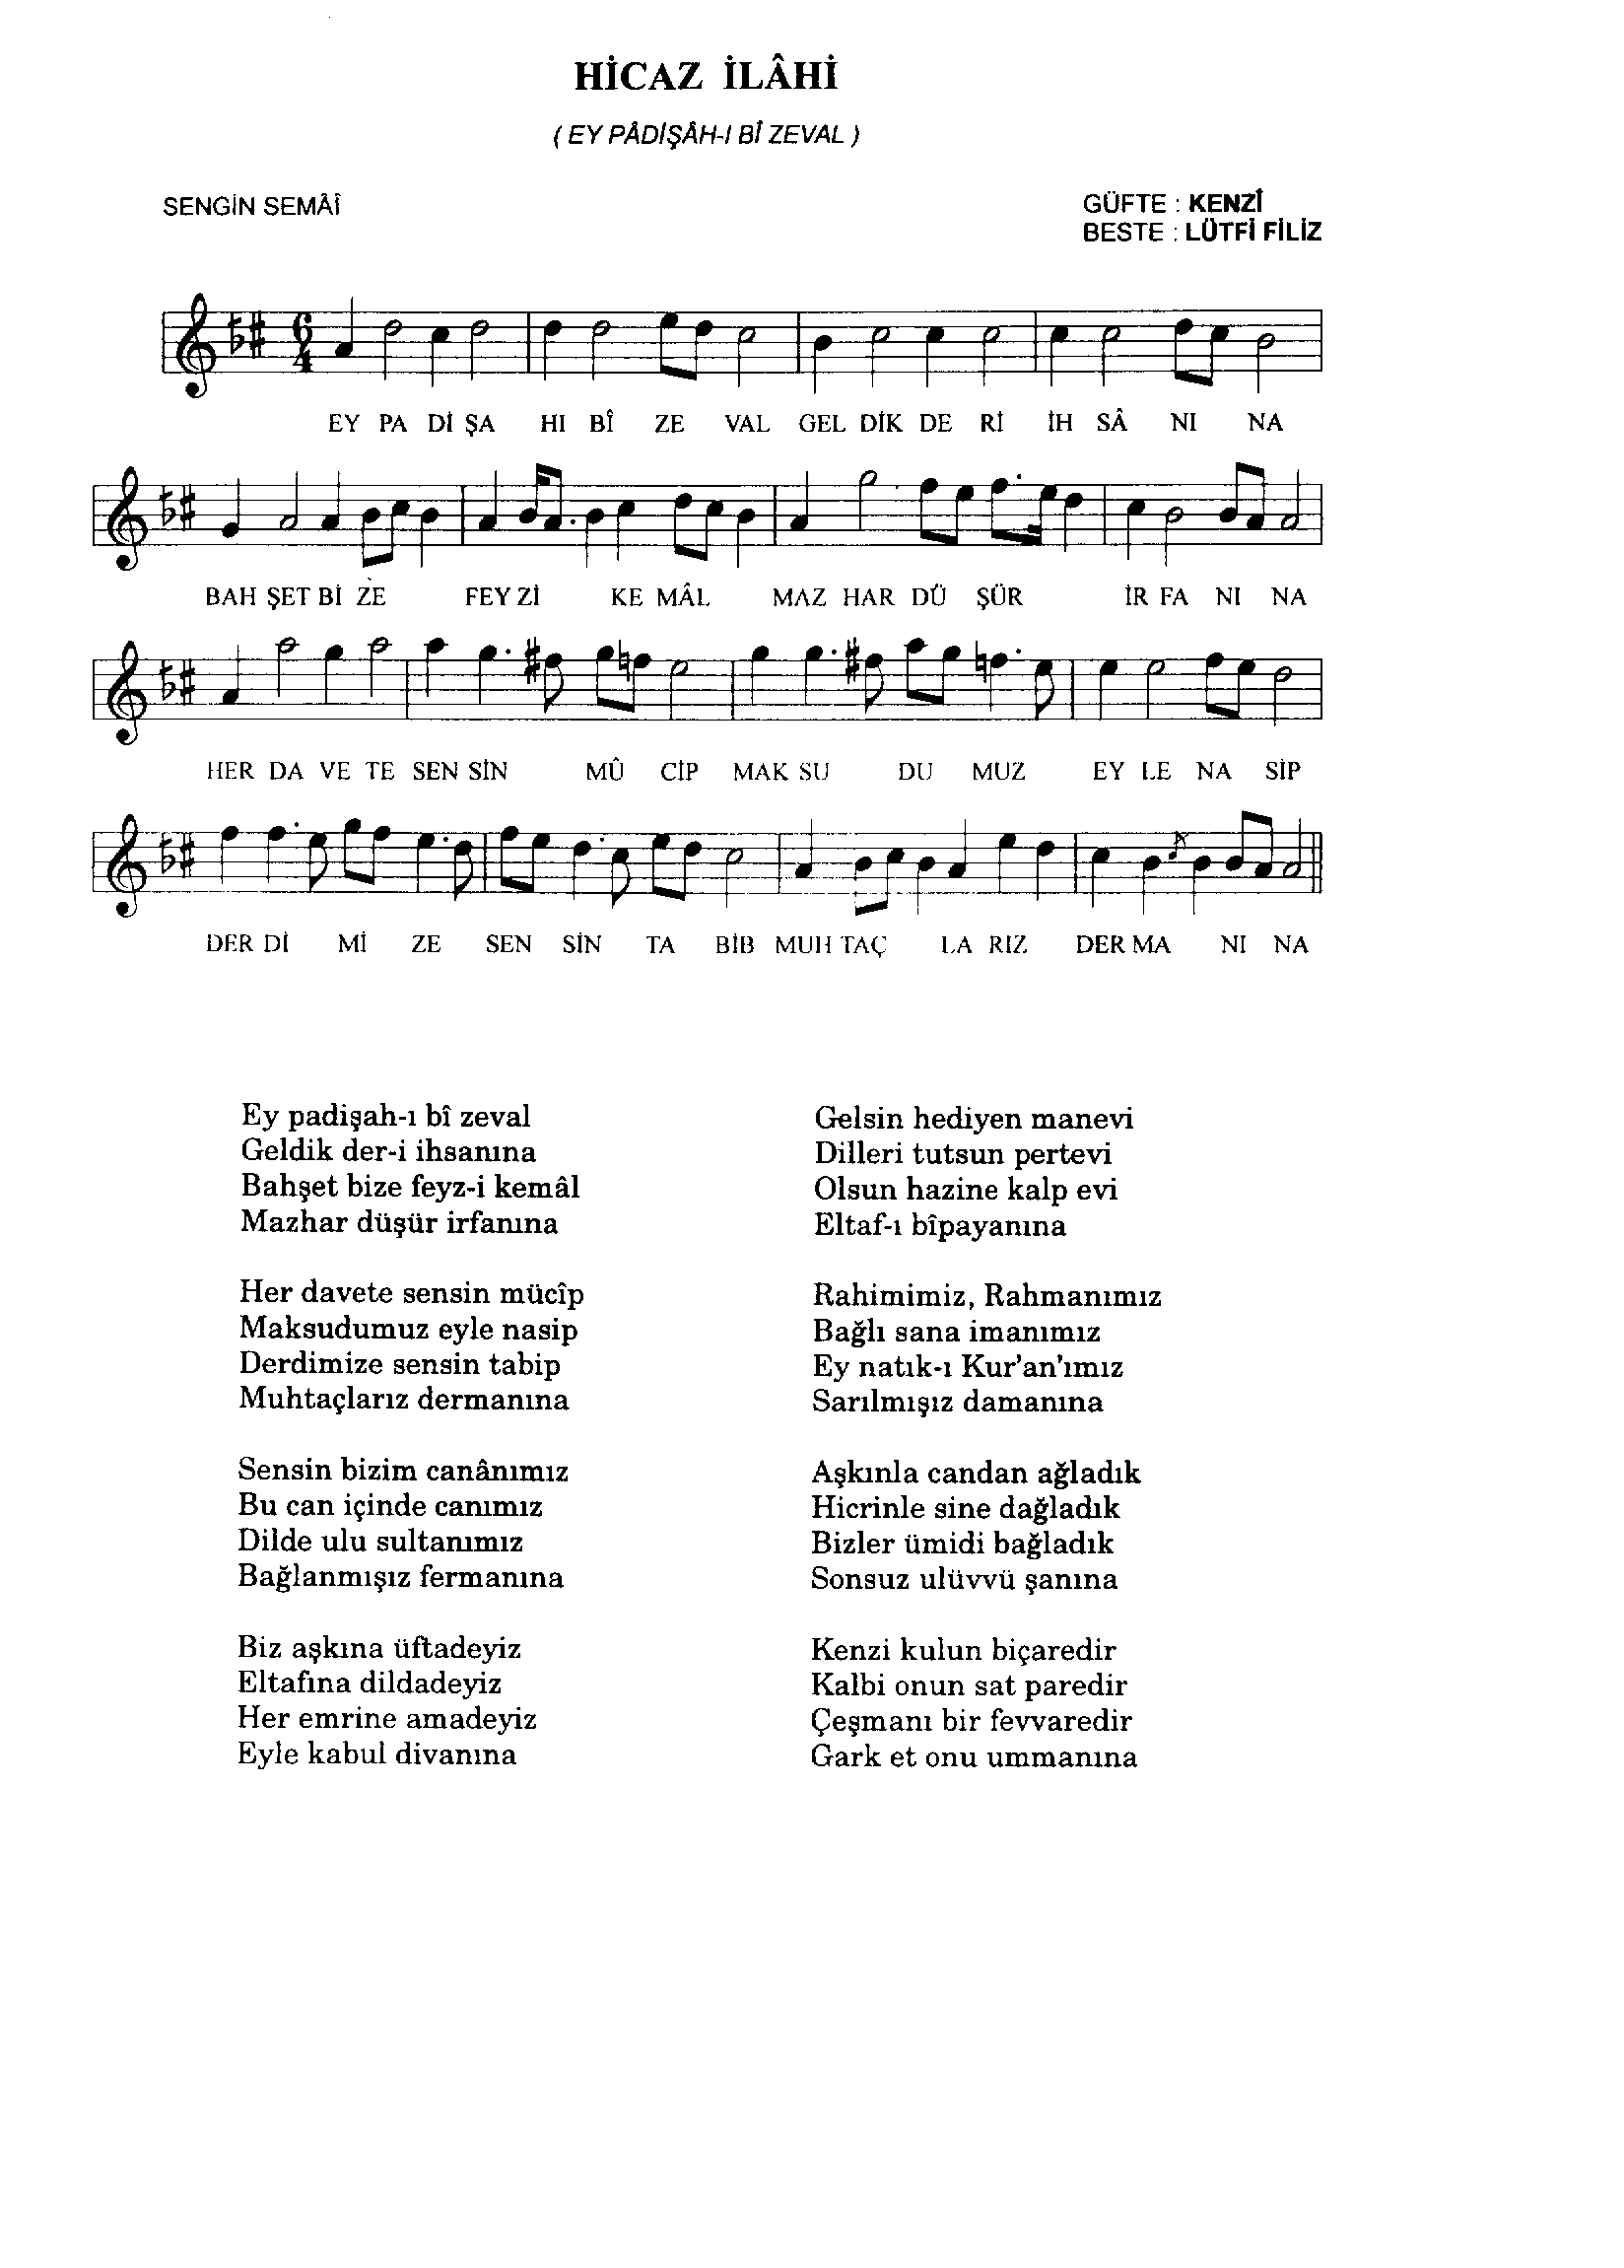 HİCAZ İLÂHİ
( EY PÂDİŞÂH-I BÎ ZEVAL )
SENGİN SEMÂÎ
GÜFTE : KENZÎ
BESTE : LÜTFİ FİLİZ
6
4
EY PA Dİ ŞA HI BÎ ZE VAL GEL DİK DE Rİ İH SÂ NI NA
BAH ŞET Bİ ZE FEY Zİ KE MÂL MAZ HAR DÜ ŞÜR İR FA NI NA
HER DA VE TE SEN SİN MÛ CİP MAK SU DU MUZ EY LE NA SİP
DER Dİ Mİ ZE SEN SİN TA BİB MUH TAÇ LA RIZ DER MA NI NA
Ey padişah-ı bî zeval
Geldik der-i ihsanına
Bahşet bize feyz-i kemâl
Mazhar düşür irfanına
Her davete sensin mücîp
Maksudumuz eyle nasip
Derdimize sensin tabip
Muhtaçlarız dermanına
Sensin bizim canânımız
Bu can içinde canımız
Dilde ulu sultanımız
Bağlanmışız fermanına
Biz aşkına üftadeyiz
Eltafına dildadeyiz
Her emrine amadeyiz
Eyle kabul divanına
Gelsin hediyen manevi
Dilleri tutsun pertevi
Olsun hazine kalp evi
Eltaf-ı bîpayanına
Rahimimiz, Rahmanımız
Bağlı sana imanımız
Ey natık-ı Kur'an'ımız
Sarılmışız damanına
Aşkınla candan ağladık
Hicrinle sine dağladık
Bizler ümidi bağladık
Sonsuz ulüvvü şanına
Kenzi kulun biçaredir
Kalbi onun sat paredir
Çeşmanı bir fevvaredir
Gark et onu ummanına